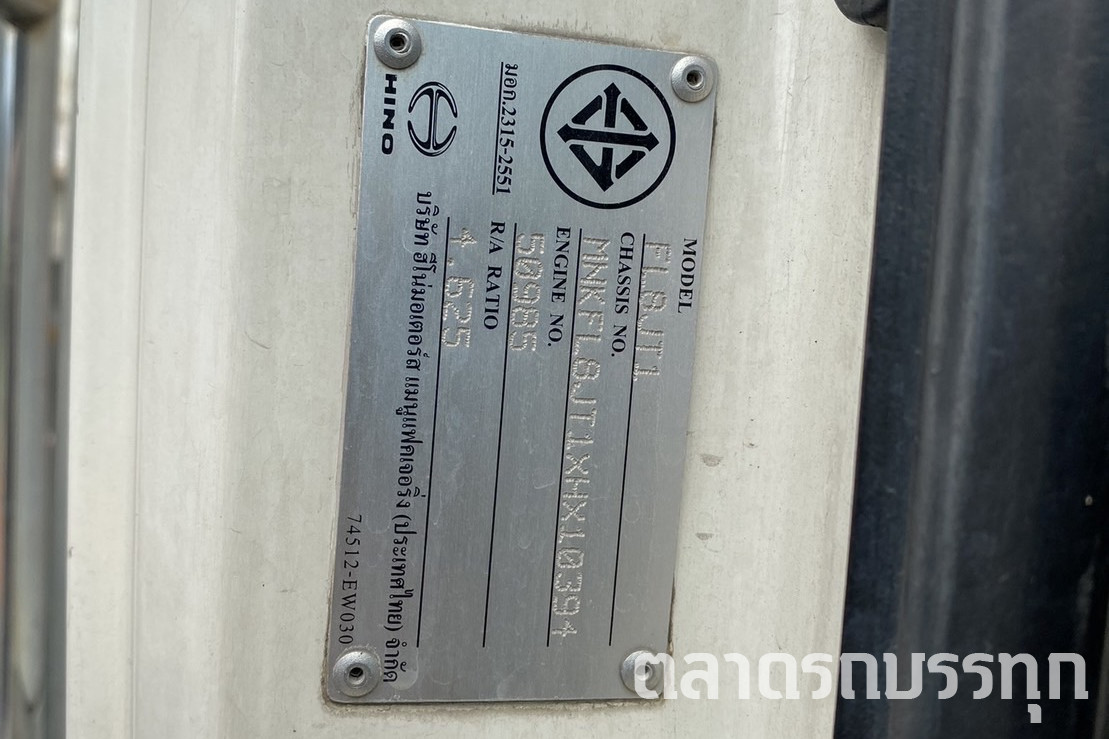 มอก.2315-2551
HINO
MODEL
FL8JT1
CHASSIS NO.
MNKFL8JT1XHX10394
ENGINE NO.
50985
R/A RATIO
4.625
บริษัท ฮีโน่มอเตอร์ส แมนูแฟคเจอริ่ง (ประเทศไทย) จำกัด
74512-EW030
ตลาดรถบรรทุก